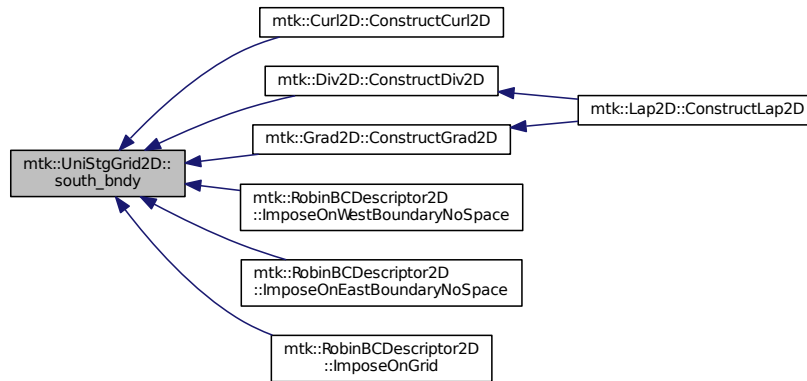 mtk::Curl2D::ConstructCurl2D
mtk::Div2D::ConstructDiv2D
mtk::Lap2D::ConstructLap2D
mtk::Grad2D::ConstructGrad2D
mtk::UniStgGrid2D::
south_bndy
mtk::RobinBCDescriptor2D
::ImposeOnWestBoundaryNoSpace
mtk::RobinBCDescriptor2D
::ImposeOnEastBoundaryNoSpace
mtk::RobinBCDescriptor2D
::ImposeOnGrid